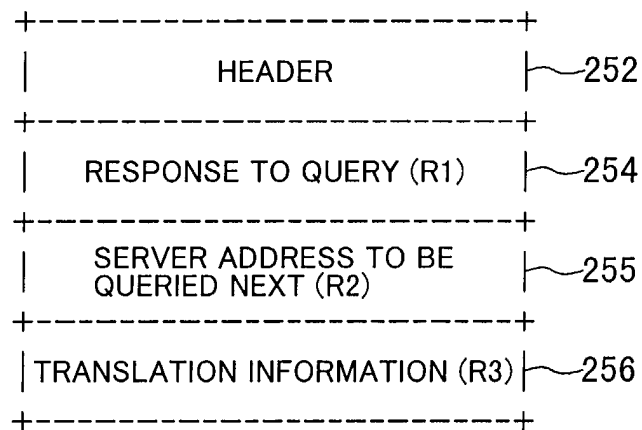 HEADER 252
RESPONSE TO QUERY (R1) 254
SERVER ADDRESS TO BE
QUERIED NEXT (R2) 255
TRANSLATION INFORMATION (R3) 256